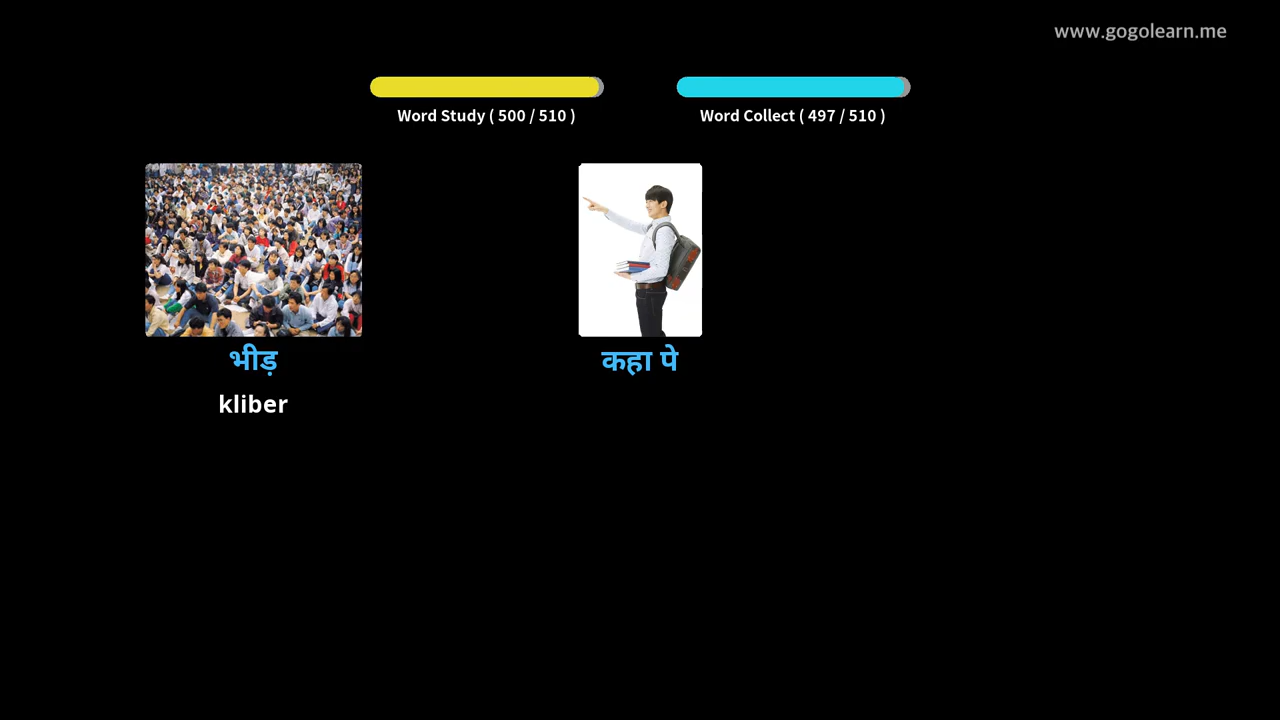 www.gogolearn.me
Word Study ( 500 / 510 )
Word Collect ( 497 / 510 )
भीड़
कहा पे
kliber